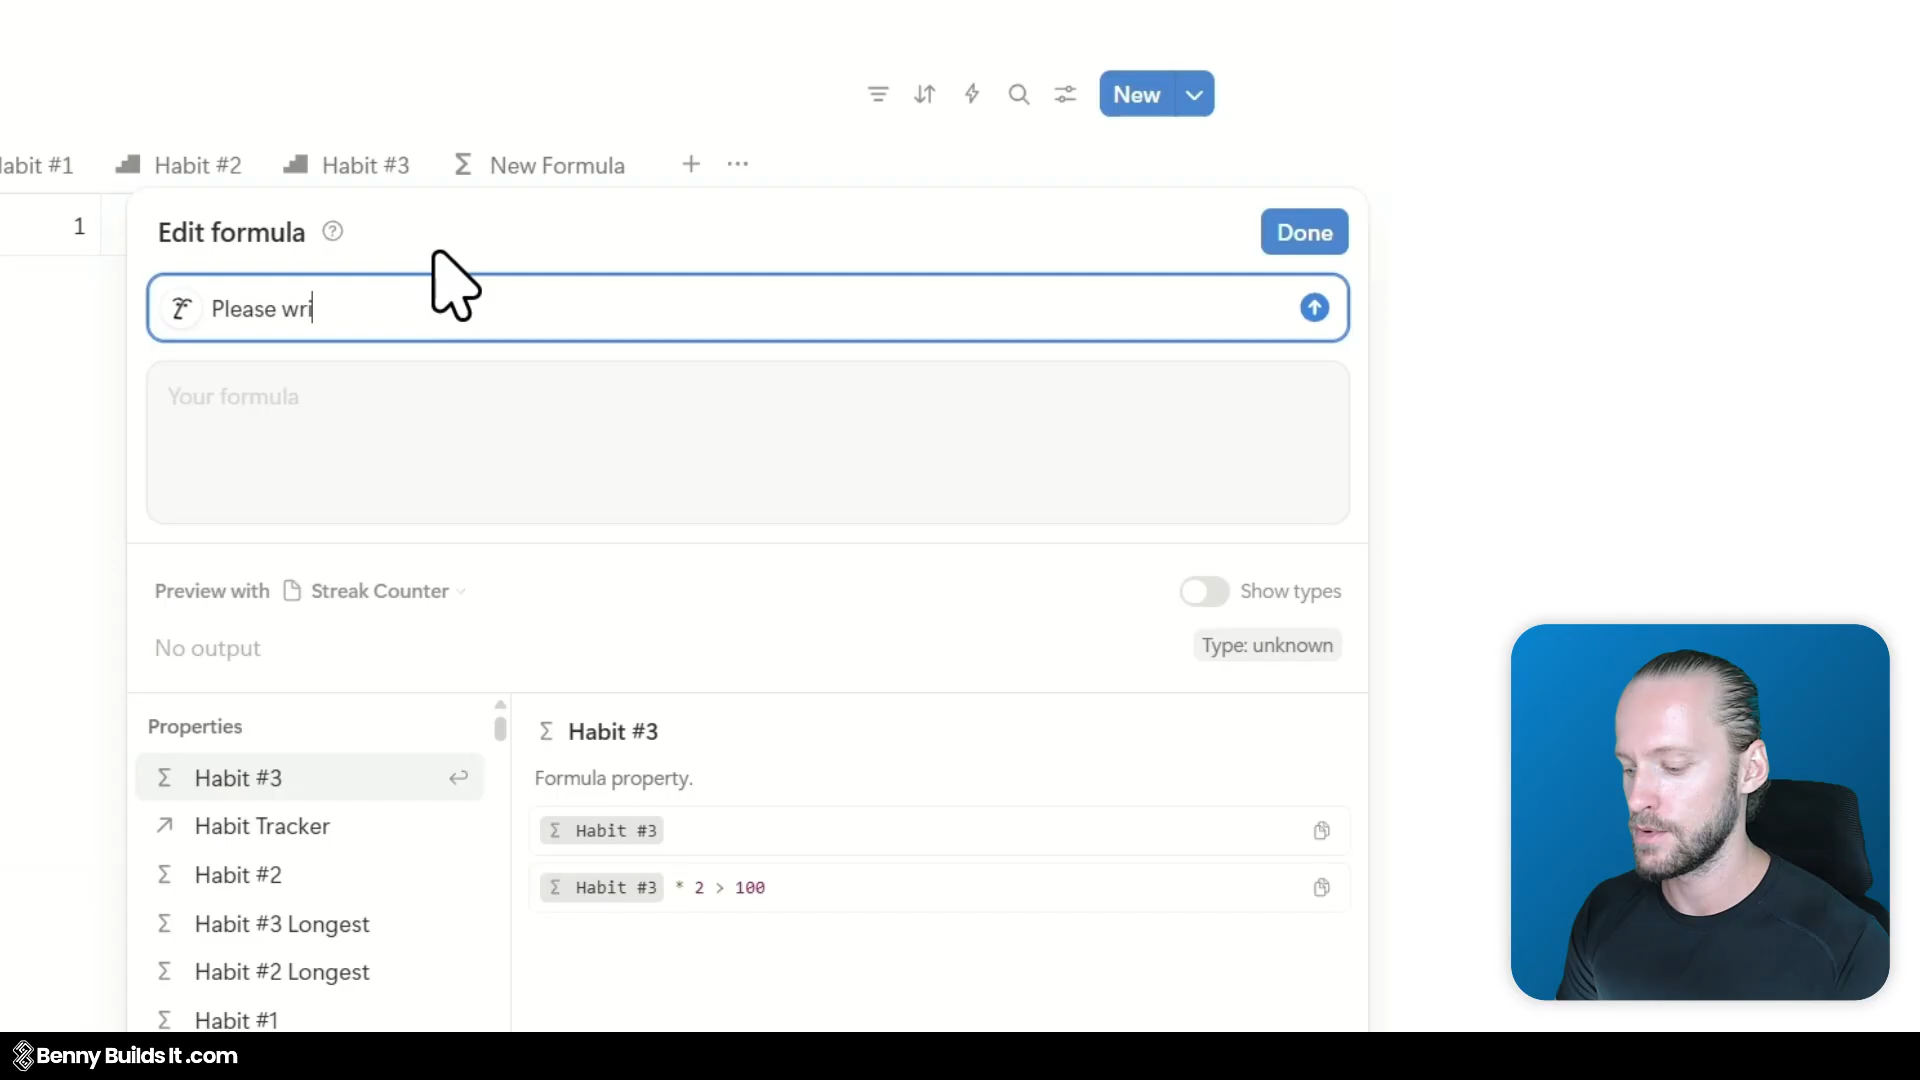 New
abit #1
Habit #2
Habit #3
Σ New Formula
+
...
1
Edit formula
?
Done
Please wri
Your formula
Preview with Streak Counter
Show types
No output
Type: unknown
Properties
Σ Habit #3
Habit Tracker
Σ Habit #2
Σ Habit #3 Longest
Σ Habit #2 Longest
Σ Habit #1
Σ Habit #3
Formula property.
Σ Habit #3
Σ Habit #3 * 2 > 100
Benny Builds It .com